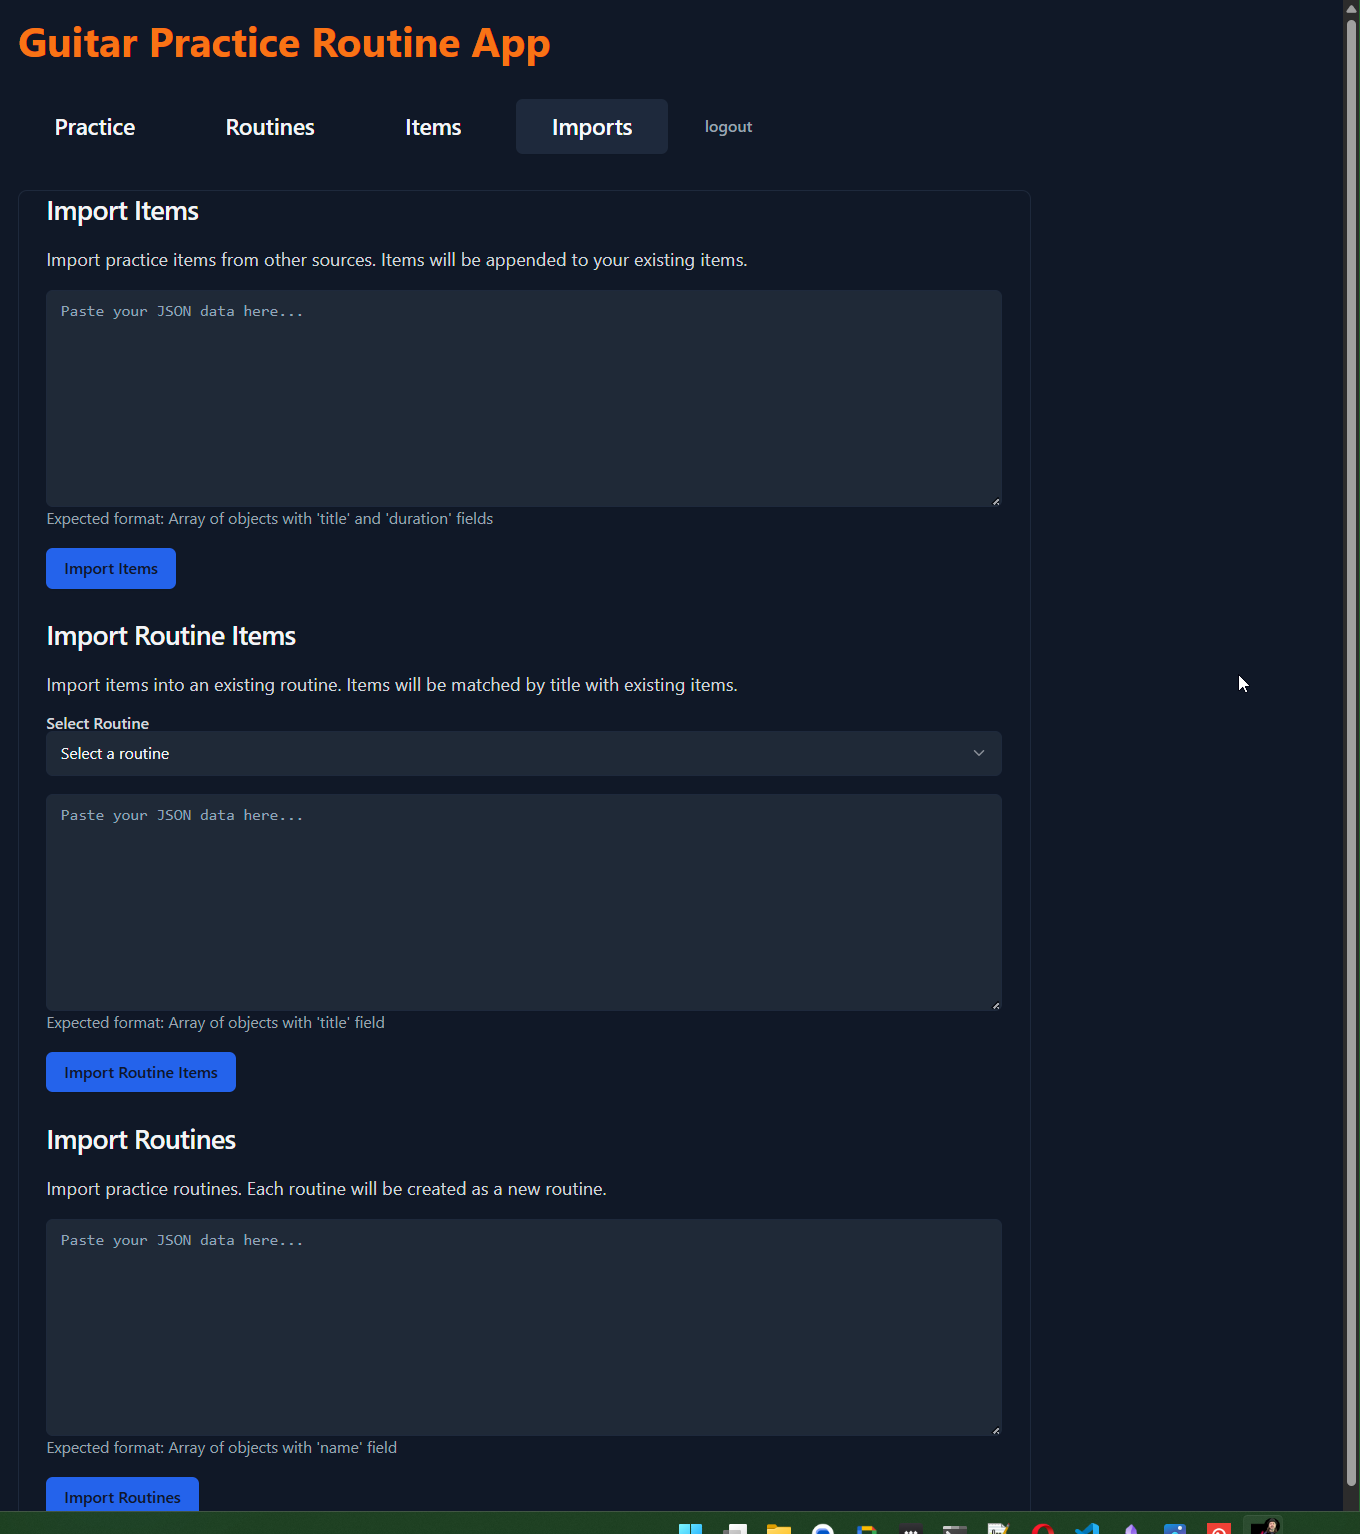 Guitar Practice Routine App
Practice Routines Items Imports logout
Import Items
Import practice items from other sources. Items will be appended to your existing items.
Paste your JSON data here...
Expected format: Array of objects with 'title' and 'duration' fields
Import Items
Import Routine Items
Import items into an existing routine. Items will be matched by title with existing items.
Select Routine
Select a routine
Paste your JSON data here...
Expected format: Array of objects with 'title' field
Import Routine Items
Import Routines
Import practice routines. Each routine will be created as a new routine.
Paste your JSON data here...
Expected format: Array of objects with 'name' field
Import Routines